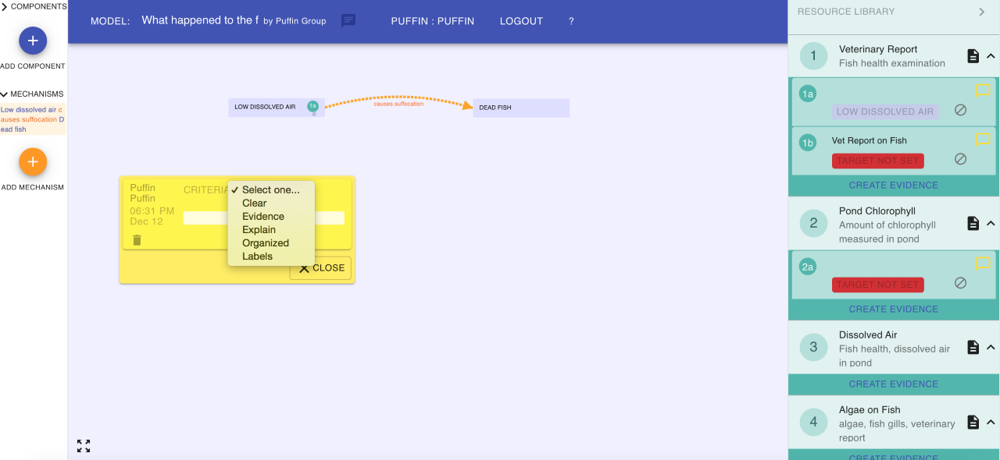 COMPONENTS
ADD COMPONENT
MECHANISMS
Low dissolved air c
auses suffocation D
ead fish
ADD MECHANISM
MODEL: What happened to the f by Puffin Group PUFFIN : PUFFIN LOGOUT ?
LOW DISSOLVED AIR 1a
causes suffocation
DEAD FISH
Puffin
Puffin
06:31 PM
Dec 12
CRITERIA
✓ Select one...
Clear
Evidence
Explain
Organized
Labels
CLOSE
RESOURCE LIBRARY
1 Veterinary Report
Fish health examination
1a
LOW DISSOLVED AIR
1b Vet Report on Fish
TARGET NOT SET
CREATE EVIDENCE
2 Pond Chlorophyll
Amount of chlorophyll
measured in pond
2a
TARGET NOT SET
CREATE EVIDENCE
3 Dissolved Air
Fish health, dissolved air
in pond
CREATE EVIDENCE
4 Algae on Fish
algae, fish gills, veterinary
report
CREATE EVIDENCE